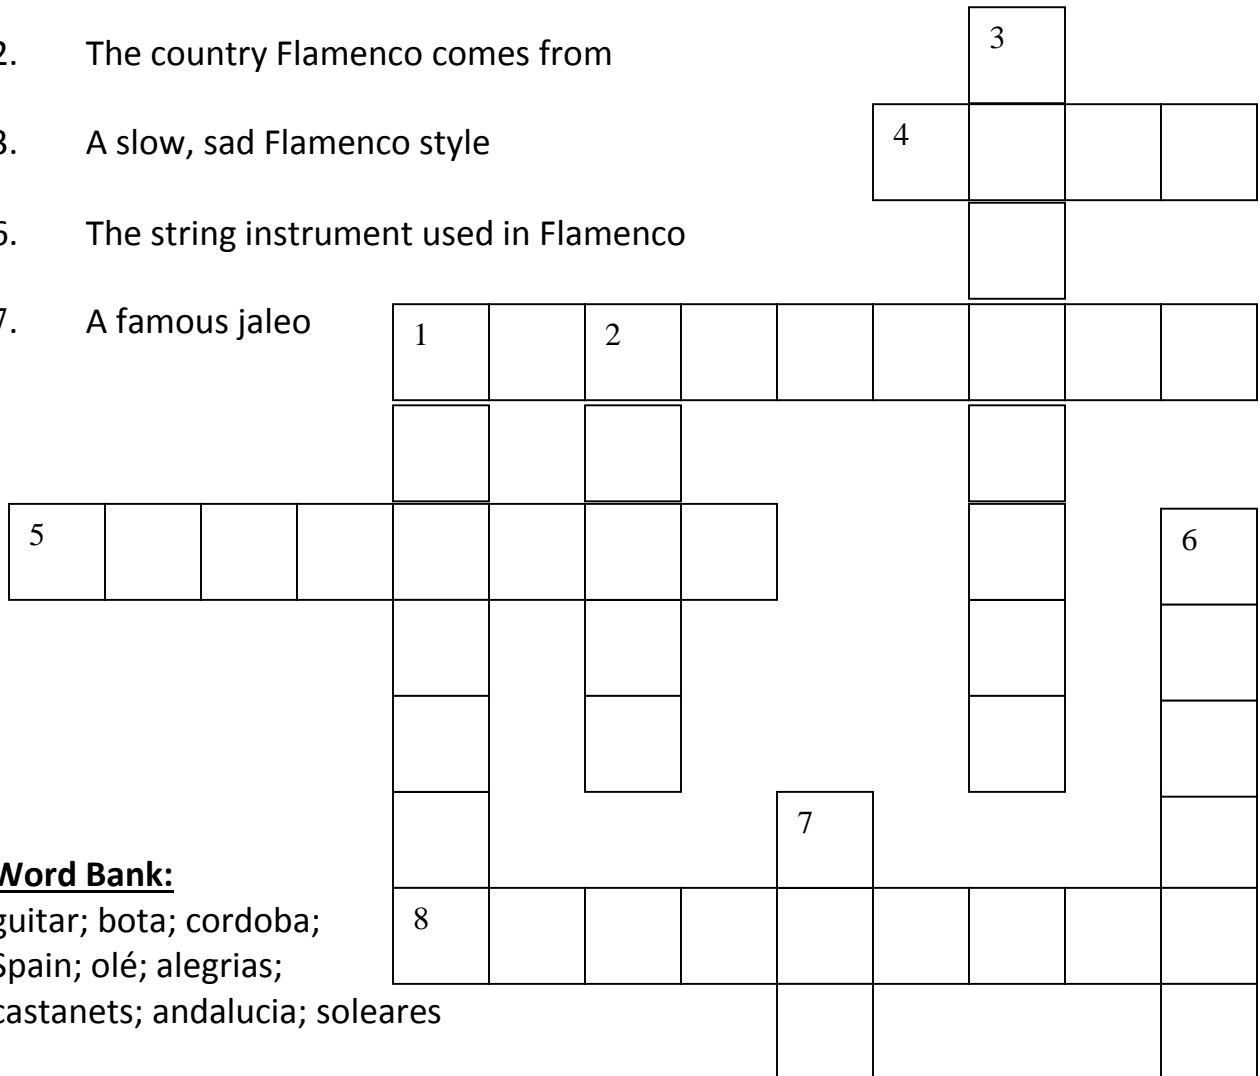 2. The country Flamenco comes from
3
3. A slow, sad Flamenco style
4
6. The string instrument used in Flamenco
7. A famous jaleo
1 2
5
6
7
Word Bank:
guitar; bota; cordoba;
8
Spain; olé; alegrias;
castanets; andalucia; soleares